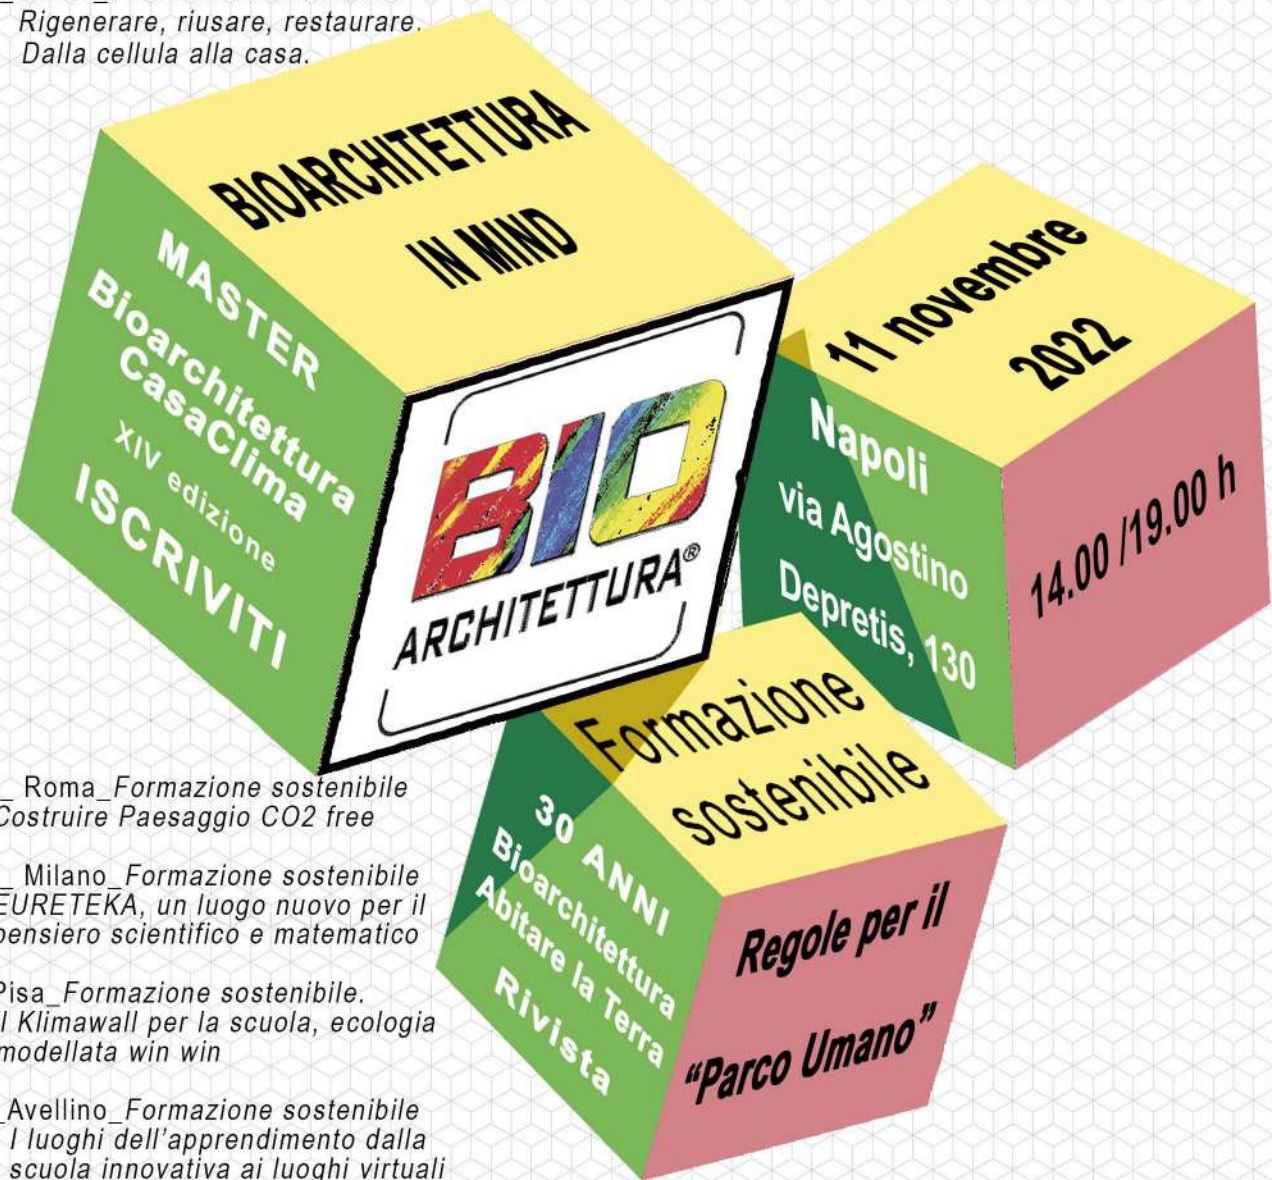 Rigenerare, riusare, restaurare.
Dalla cellula alla casa.
BIOARCHITETTURA
IN MIND
MASTER
Bioarchitettura
CasaClima
XIV edizione
ISCRIVITI
BIO
ARCHITETTURA®
11 novembre
2022
Napoli
via Agostino
Depretis, 130
14.00 /19.00 h
Formazione
sostenibile
30 ANNI
Bioarchitettura
Abitare la Terra
Rivista
Regole per il
“Parco Umano”
_ Roma_Formazione sostenibile
Costruire Paesaggio CO2 free
_ Milano_Formazione sostenibile
EURETEKA, un luogo nuovo per il
pensiero scientifico e matematico
Pisa_Formazione sostenibile.
Il Klimawall per la scuola, ecologia
modellata win win
_Avellino_Formazione sostenibile
I luoghi dell’apprendimento dalla
scuola innovativa ai luoghi virtuali